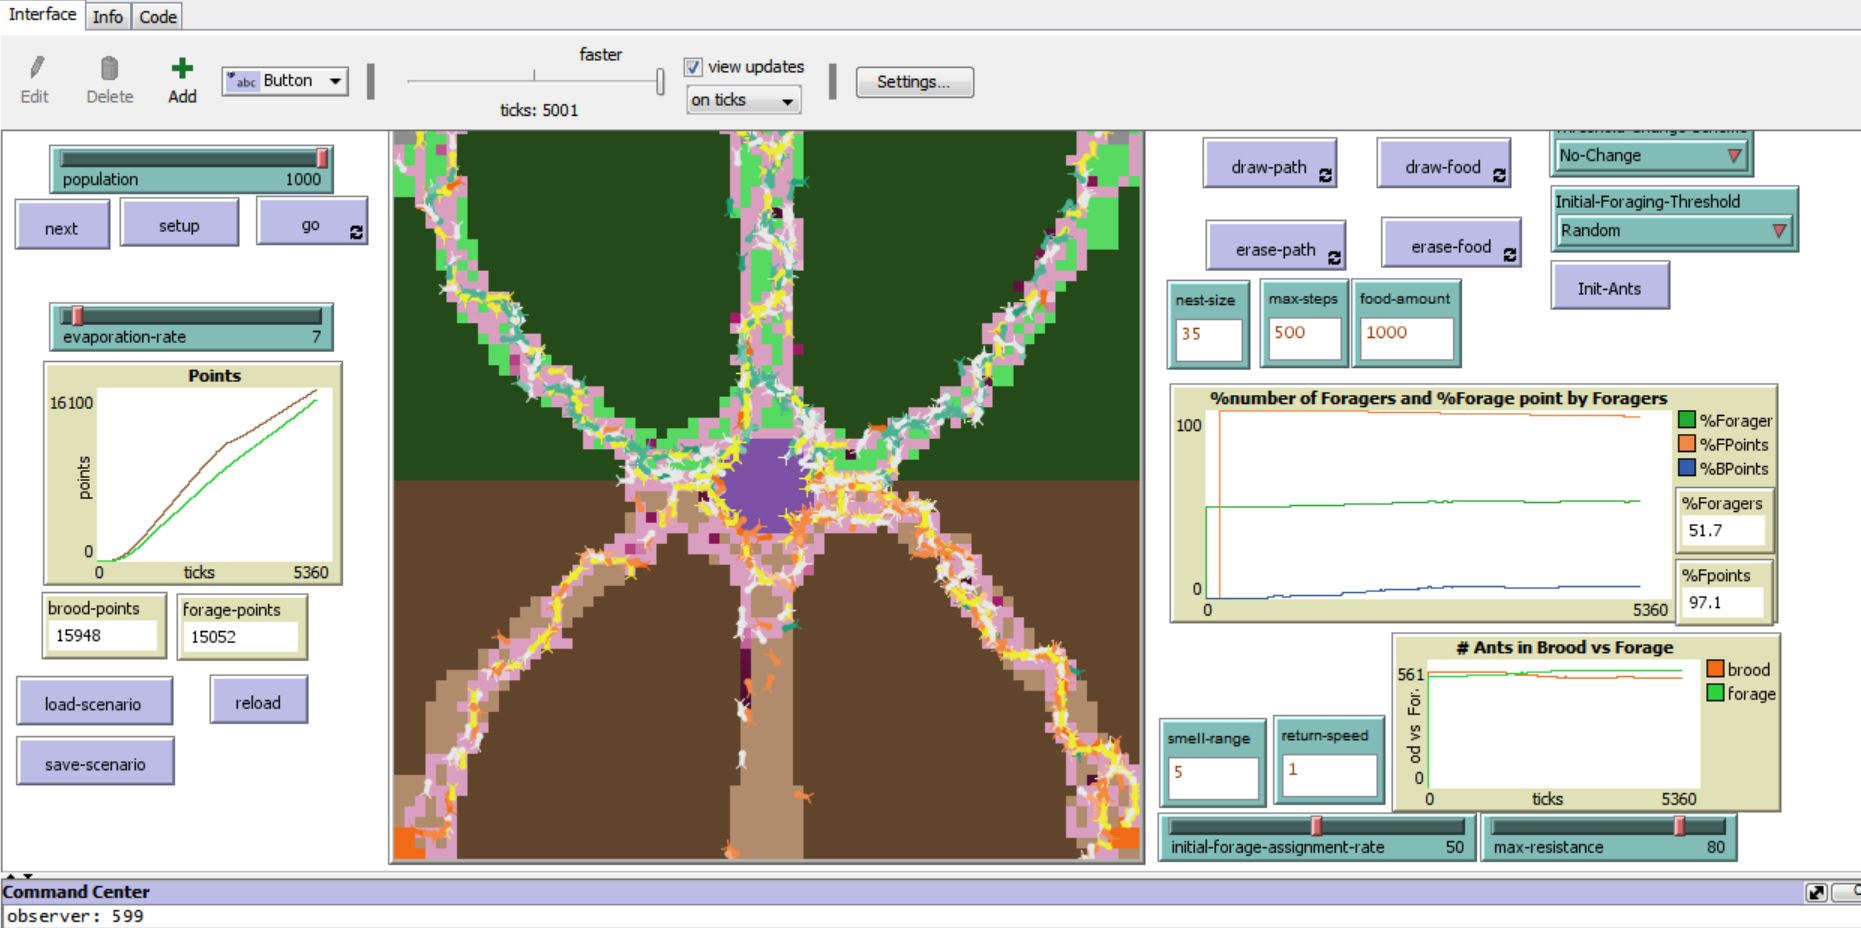 Interface Info Code
Edit
Delete
Add
abc Button
faster
ticks: 5001
view updates
on ticks
Settings...
population 1000
next
setup
go
evaporation-rate 7
Points
16100
points
0
0 ticks 5360
brood-points
15948
forage-points
15052
load-scenario
reload
save-scenario
draw-path
draw-food
erase-path
erase-food
No-Change
Initial-Foraging-Threshold
Random
Init-Ants
nest-size
35
max-steps
500
food-amount
1000
%number of Foragers and %Forage point by Foragers
100
0
0 5360
%Forager
%FPoints
%BPoints
%Foragers
51.7
%Fpoints
97.1
# Ants in Brood vs Forage
561
od vs For.
0
0 ticks 5360
brood
forage
smell-range
5
return-speed
1
initial-forage-assignment-rate 50
max-resistance 80
Command Center
observer: 599